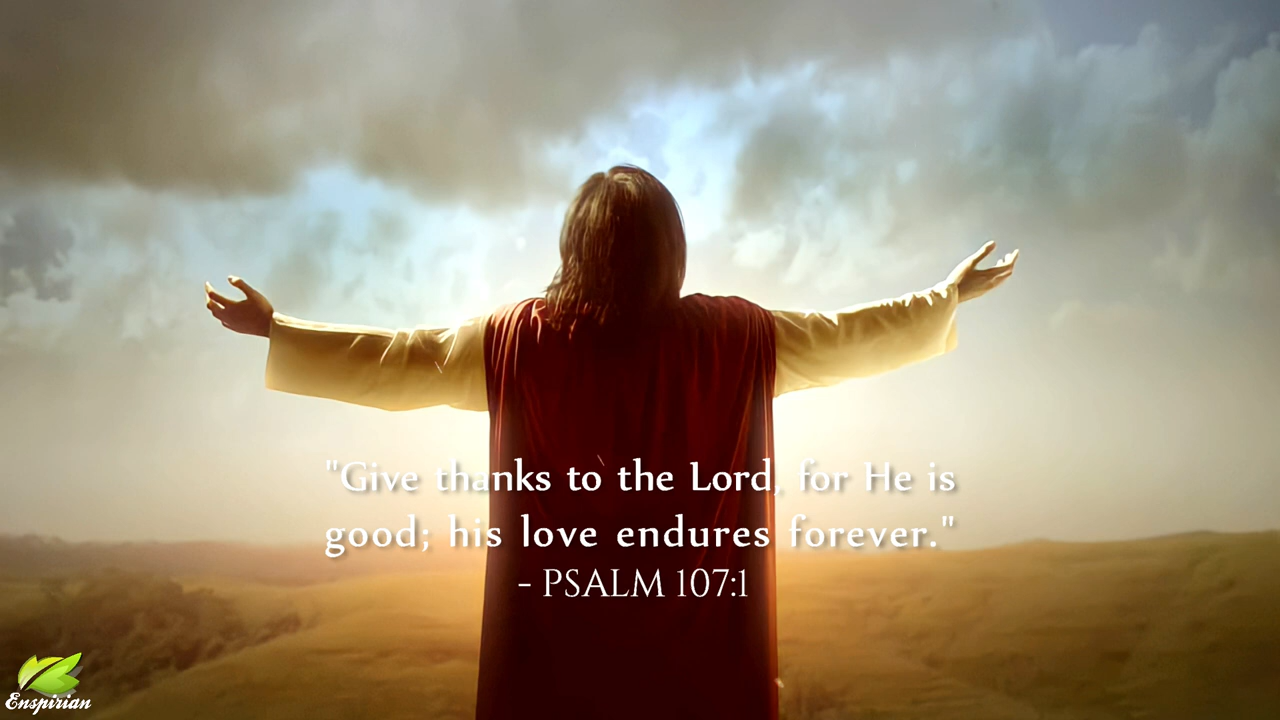 "Give thanks to the Lord, for He is
good; his love endures forever."
- PSALM 107:1
Enspirian